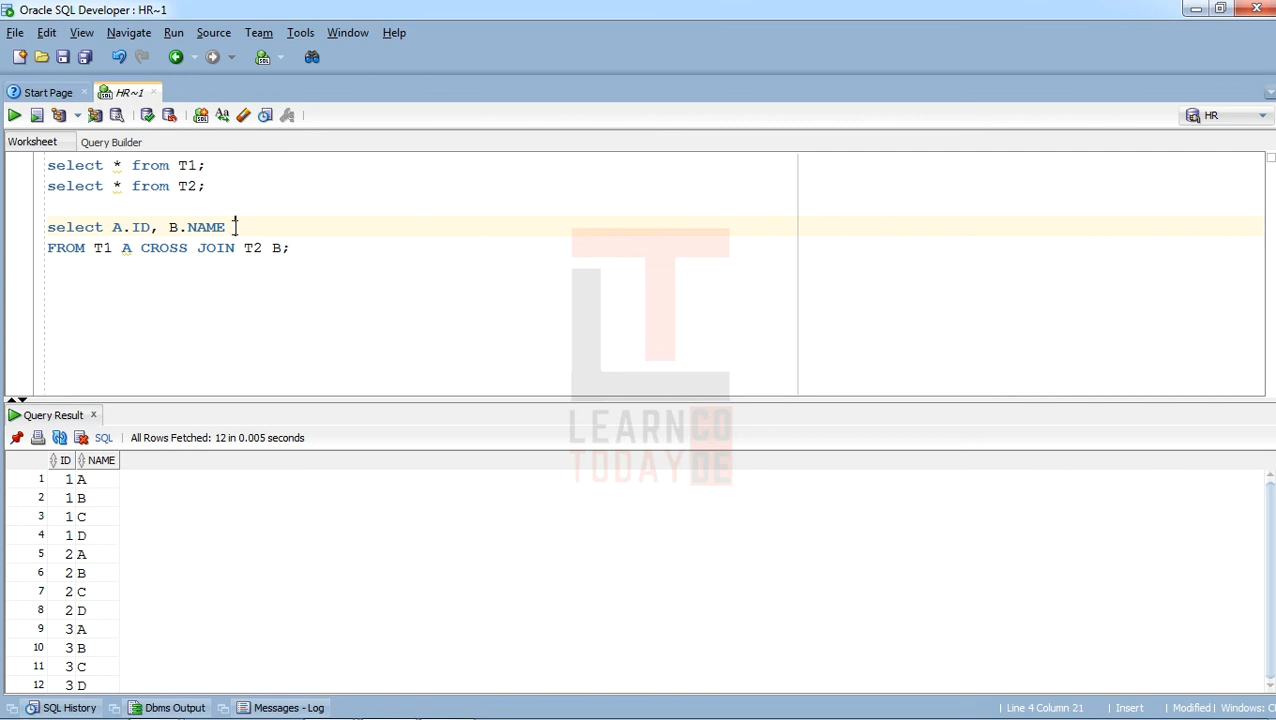 Oracle SQL Developer : HR~1
File Edit View Navigate Run Source Team Tools Window Help
Start Page HR~1
HR
Worksheet Query Builder
select * from T1;
select * from T2;
select A.ID, B.NAME
FROM T1 A CROSS JOIN T2 B;
LEARNCO
TODAYDE
Query Result x
SQL All Rows Fetched: 12 in 0.005 seconds
ID NAME
1 1 A
2 1 B
3 1 C
4 1 D
5 2 A
6 2 B
7 2 C
8 2 D
9 3 A
10 3 B
11 3 C
12 3 D
SQL History Dbms Output Messages - Log Line 4 Column 21 Insert Modified Windows: